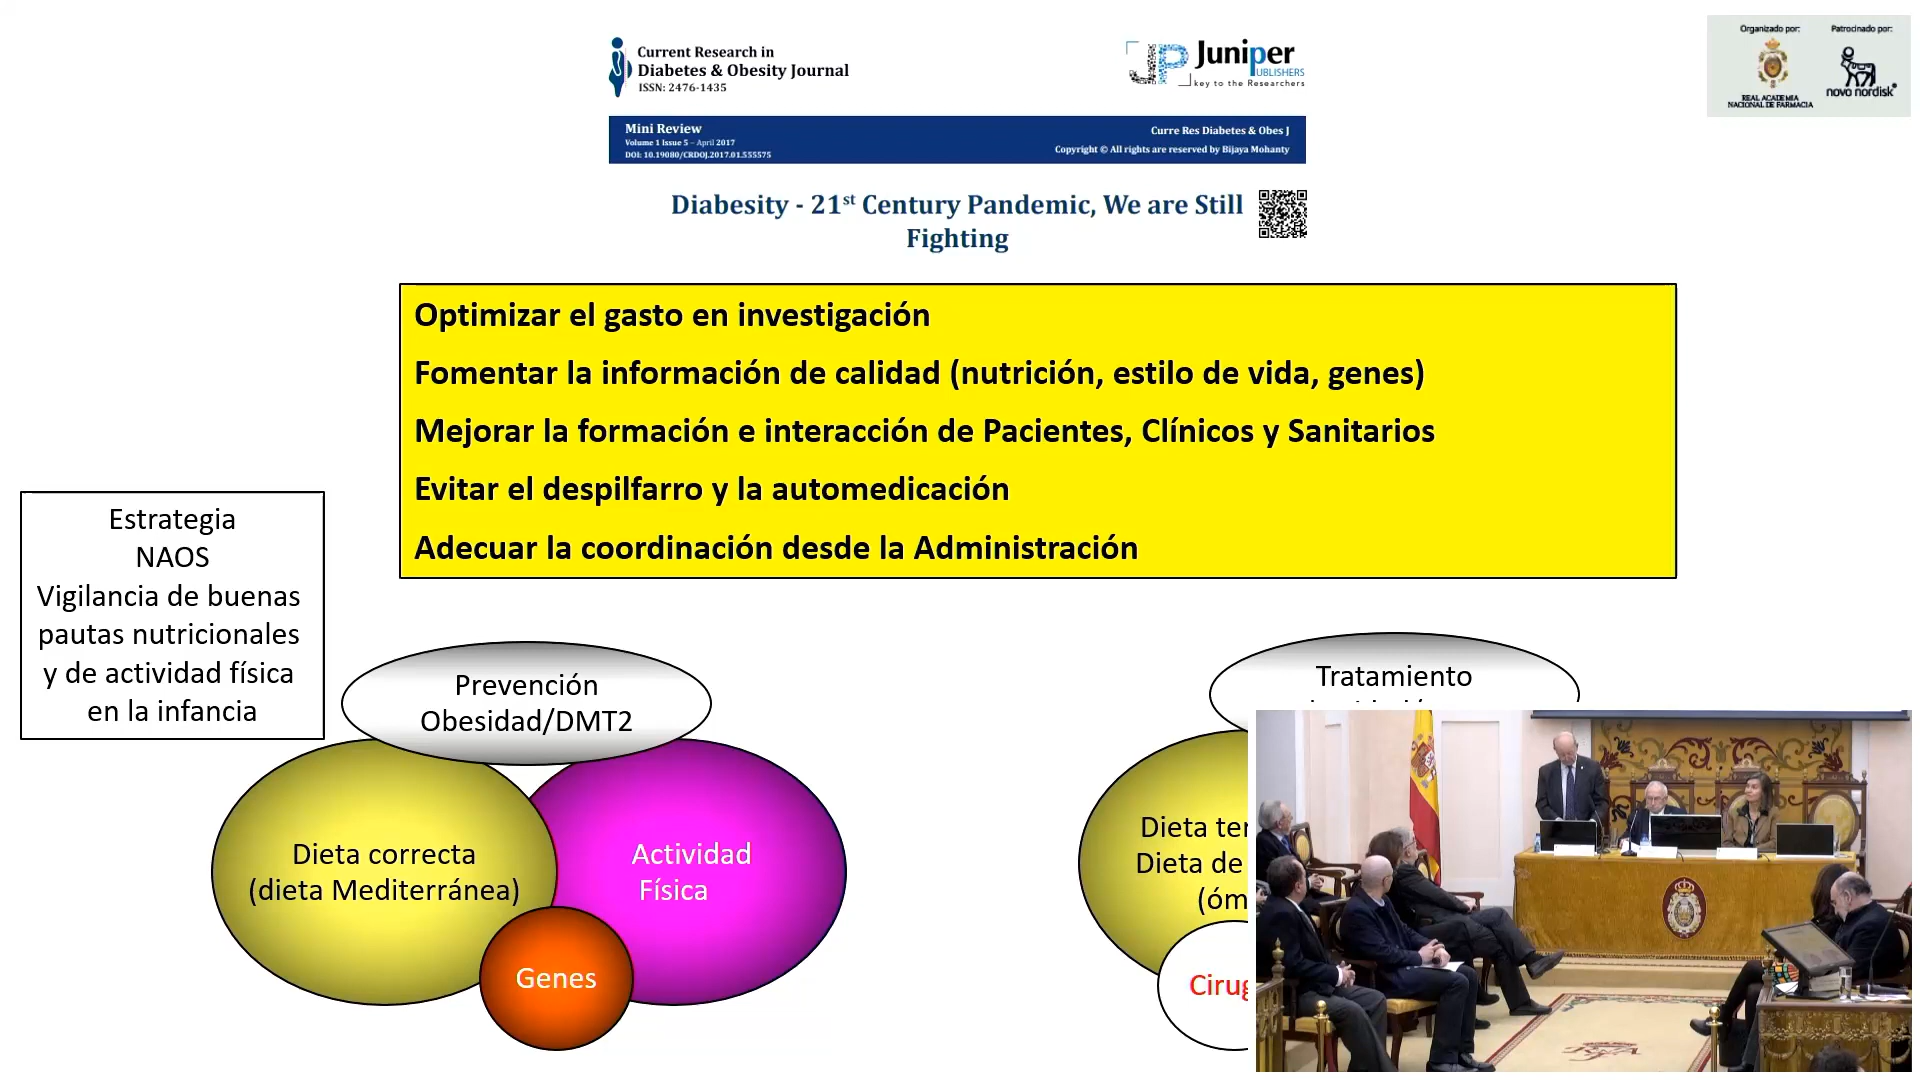 Current Research in
Diabetes & Obesity Journal
ISSN: 2476-1435
Juniper
UBLISHERS
key to the Researchers
Organizado por:
Patrocinado por:
REAL ACADEMIA
NACIONAL DE FARMACIA
novo nordisk
Mini Review
Volume 1 Issue 5 – April 2017
DOI: 10.19080/CRDOJ.2017.01.555575
Curre Res Diabetes & Obes J
Copyright © All rights are reserved by Bijaya Mohanty
Diabesity - 21st Century Pandemic, We are Still
Fighting
Optimizar el gasto en investigación
Fomentar la información de calidad (nutrición, estilo de vida, genes)
Mejorar la formación e interacción de Pacientes, Clínicos y Sanitarios
Evitar el despilfarro y la automedicación
Adecuar la coordinación desde la Administración
Estrategia
NAOS
Vigilancia de buenas
pautas nutricionales
y de actividad física
en la infancia
Prevención
Obesidad/DMT2
Dieta correcta
(dieta Mediterránea)
Actividad
Física
Genes
Tratamiento
Dieta ter
Dieta de
(óm
Cirug